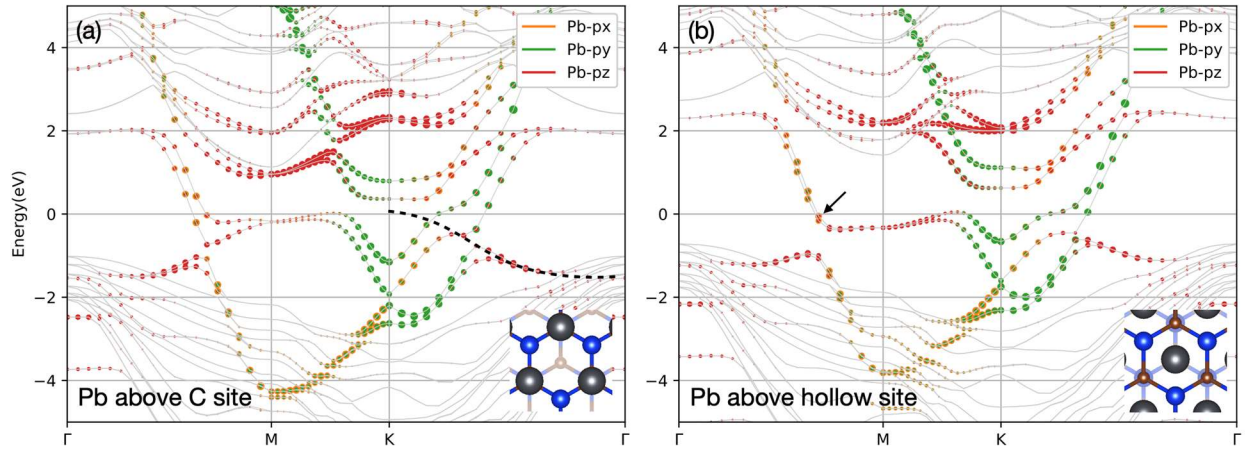 (a)
Pb-px
Pb-py
Pb-pz
Energy(eV)
4
2
0
−2
−4
Pb above C site
Γ
M
K
Γ
(b)
Pb-px
Pb-py
Pb-pz
4
2
0
−2
−4
Pb above hollow site
Γ
M
K
Γ